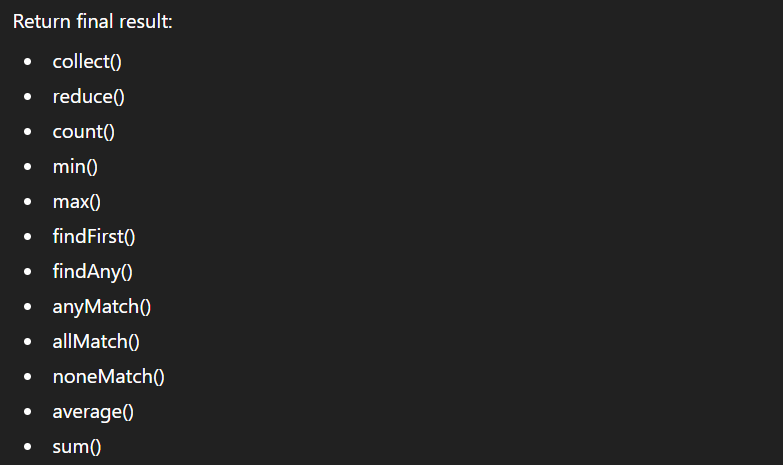 Return final result:
• collect()
• reduce()
• count()
• min()
• max()
• findFirst()
• findAny()
• anyMatch()
• allMatch()
• noneMatch()
• average()
• sum()